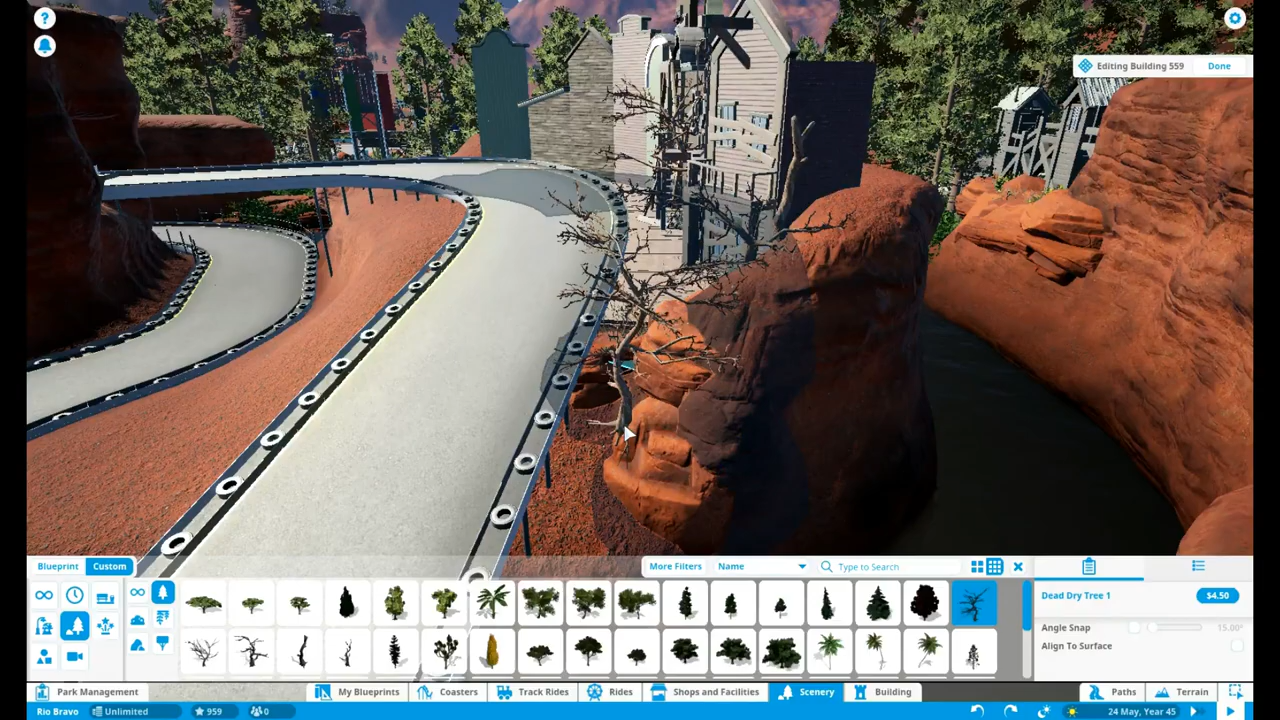 ?
Editing Building 559 Done
Blueprint Custom More Filters Name Type to Search
Dead Dry Tree 1 $4.50
Angle Snap 15.00°
Align To Surface
Park Management My Blueprints Coasters Track Rides Rides Shops and Facilities Scenery Building Paths Terrain
Rio Bravo Unlimited 959 0 24 May, Year 45